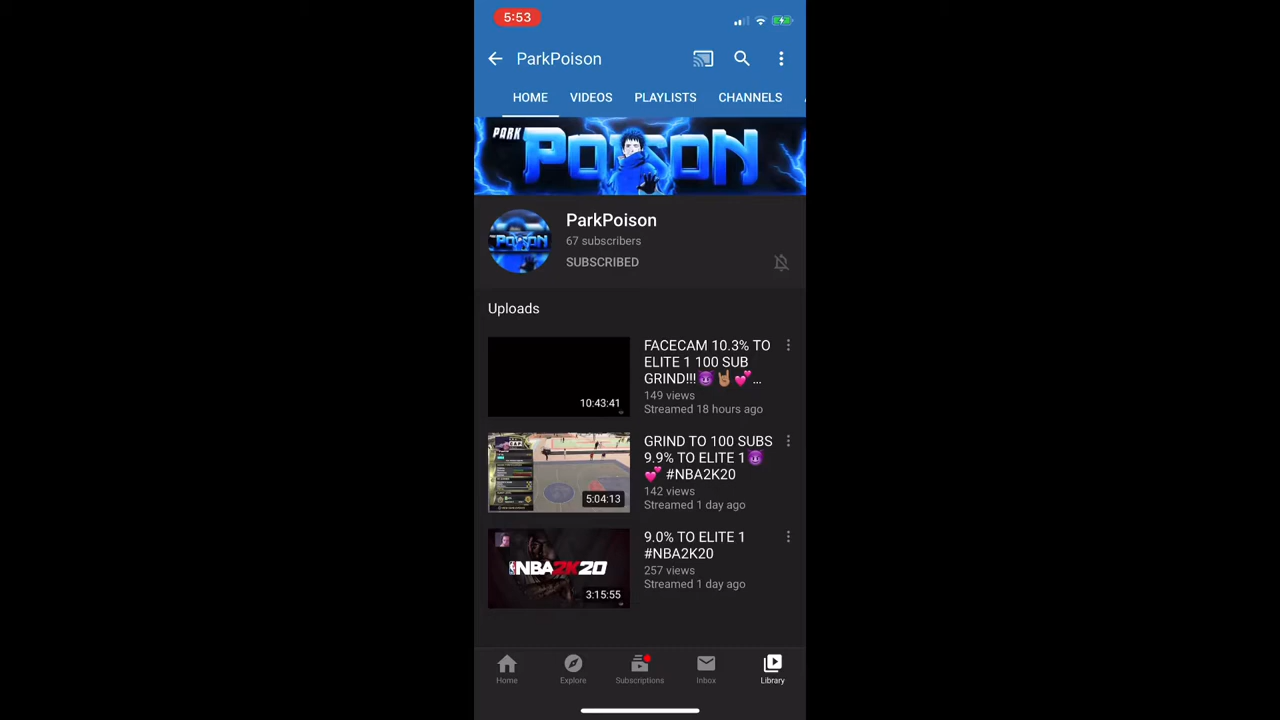 5:53
ParkPoison
HOME VIDEOS PLAYLISTS CHANNELS
PARK POISON
POISON
ParkPoison
67 subscribers
SUBSCRIBED
Uploads
FACECAM 10.3% TO
ELITE 1 100 SUB
GRIND!!!😈🤘🏽💕...
149 views
Streamed 18 hours ago
10:43:41
GRIND TO 100 SUBS
9.9% TO ELITE 1😈
💕 #NBA2K20
142 views
Streamed 1 day ago
5:04:13
9.0% TO ELITE 1
#NBA2K20
257 views
Streamed 1 day ago
NBA2K20
3:15:55
Home Explore Subscriptions Inbox Library